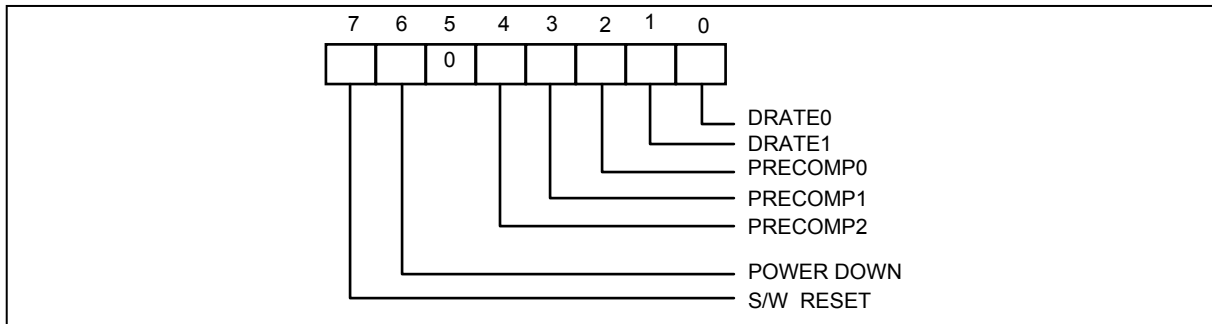 7 6 5 4 3 2 1 0
0
DRATE0
DRATE1
PRECOMP0
PRECOMP1
PRECOMP2
POWER DOWN
S/W RESET